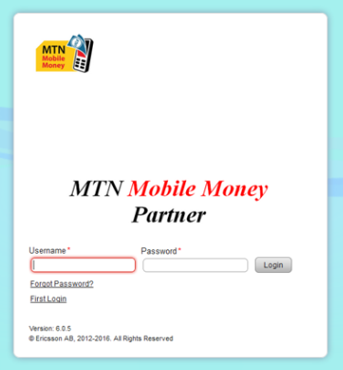 MTN
Mobile
Money
MTN Mobile Money
Partner
Username *
Password *
Login
Forgot Password?
First Login
Version: 6.0.5
© Ericsson AB, 2012-2016. All Rights Reserved